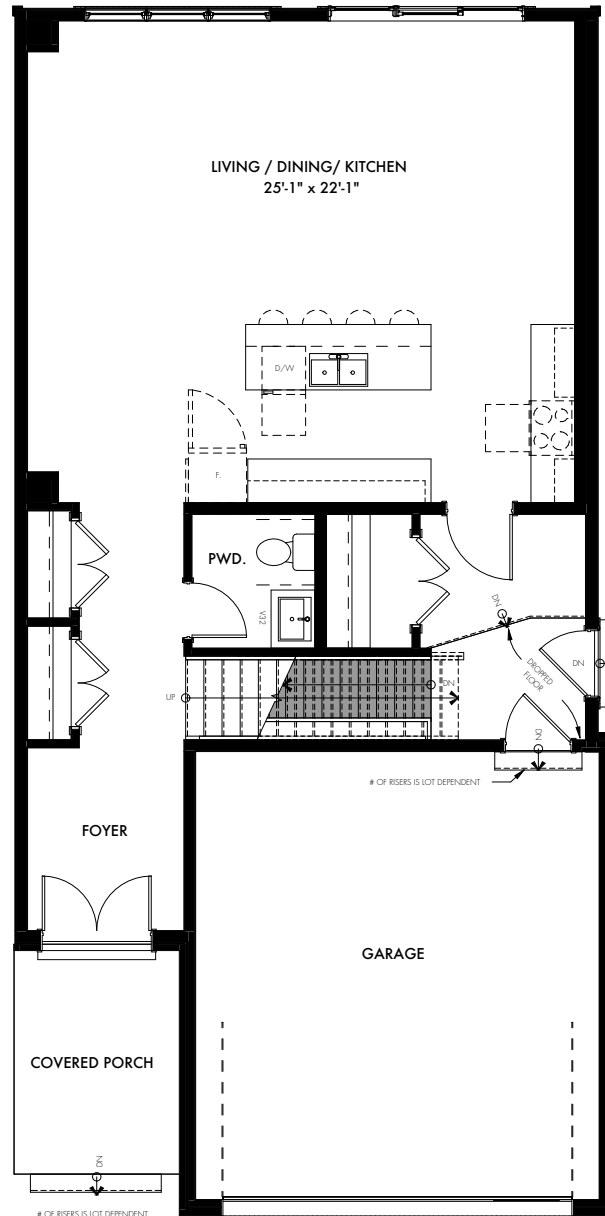 LIVING / DINING/ KITCHEN
25'-1" x 22'-1"
D/W
F.
PWD.
V32
DN
DROPPED
FLOOR
DN
UP
DN
DN
# OF RISERS IS LOT DEPENDENT
FOYER
GARAGE
COVERED PORCH
DN
# OF RISERS IS LOT DEPENDENT